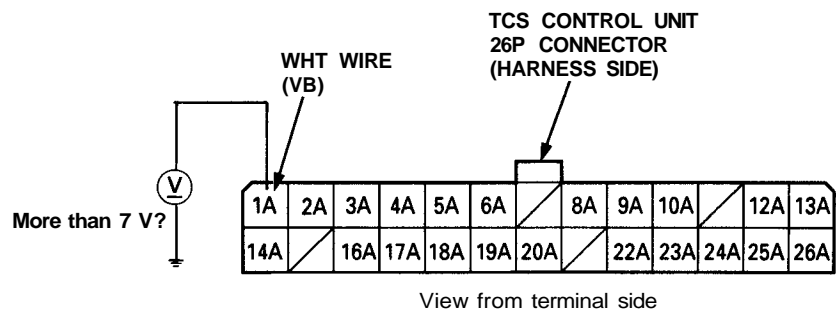 TCS CONTROL UNIT
26P CONNECTOR
(HARNESS SIDE)
WHT WIRE
(VB)
V
More than 7 V?
1A 2A 3A 4A 5A 6A 8A 9A 10A 12A 13A
14A 16A 17A 18A 19A 20A 22A 23A 24A 25A 26A
View from terminal side